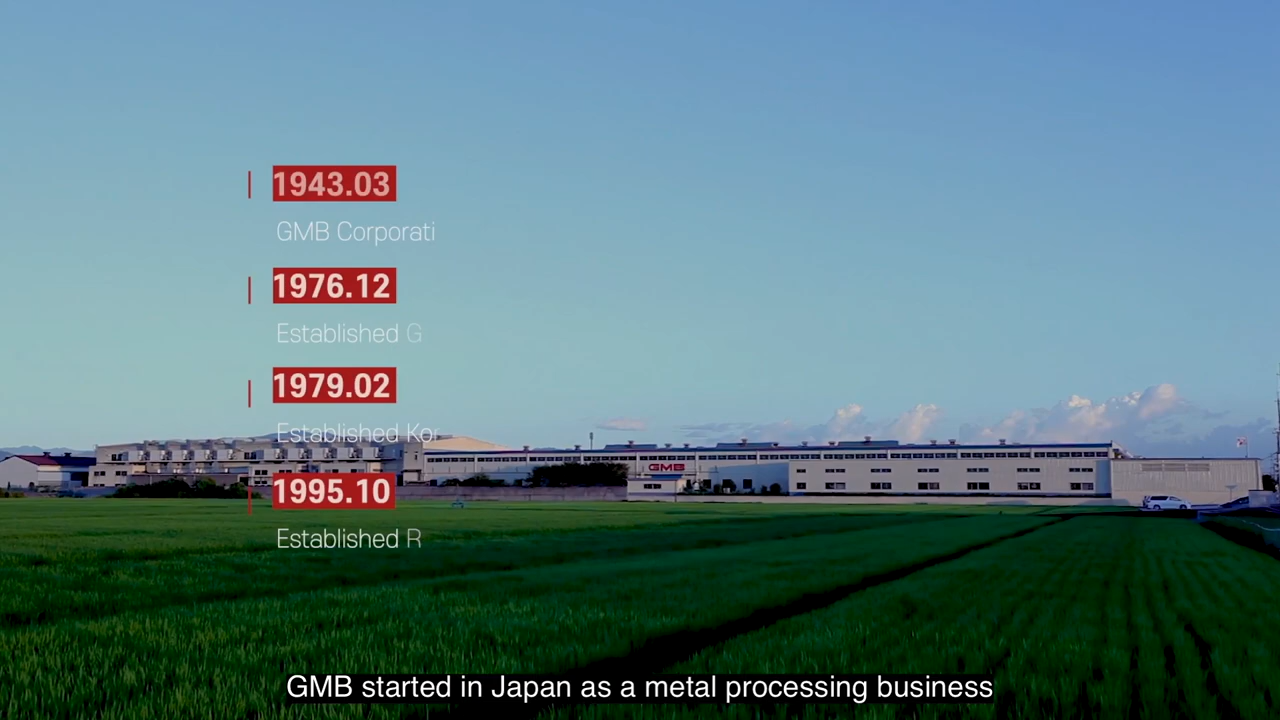 1943.03
GMB Corporati
1976.12
Established G
1979.02
Established Kor
1995.10
Established R
GMB
GMB started in Japan as a metal processing business